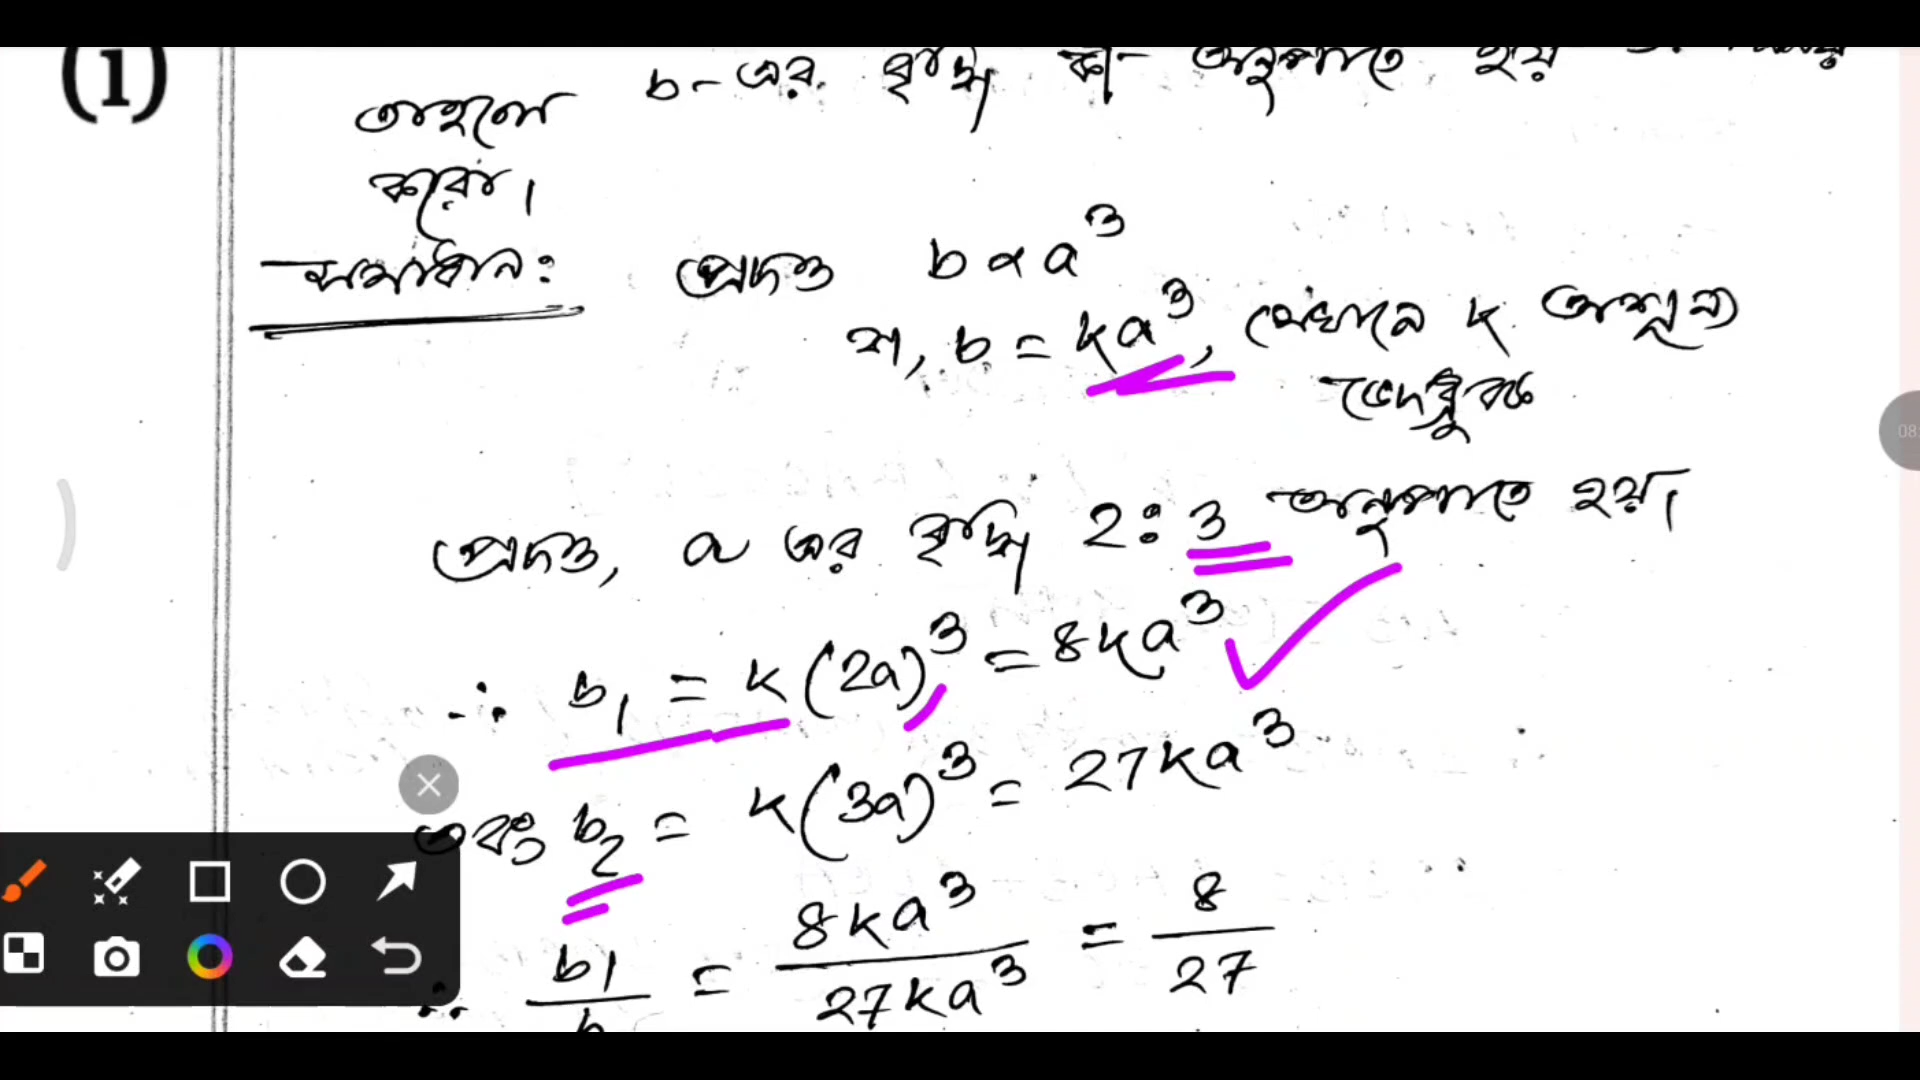 (i)
b-এর বৃদ্ধি কী অনুপাতে হয়
তাহলে
করো।
সমাধান: প্রদত্ত b ∝ a³
বা, b = ka³, যেখানে k অশূন্য
ভেদধ্রুবক
প্রদত্ত, a এর বৃদ্ধি 2:3 অনুপাতে হয়।
∴ b₁ = k(2a)³ = 8ka³
এবং b₂ = k(3a)³ = 27ka³
∴ b₁/b = 8ka³/27ka³ = 8/27